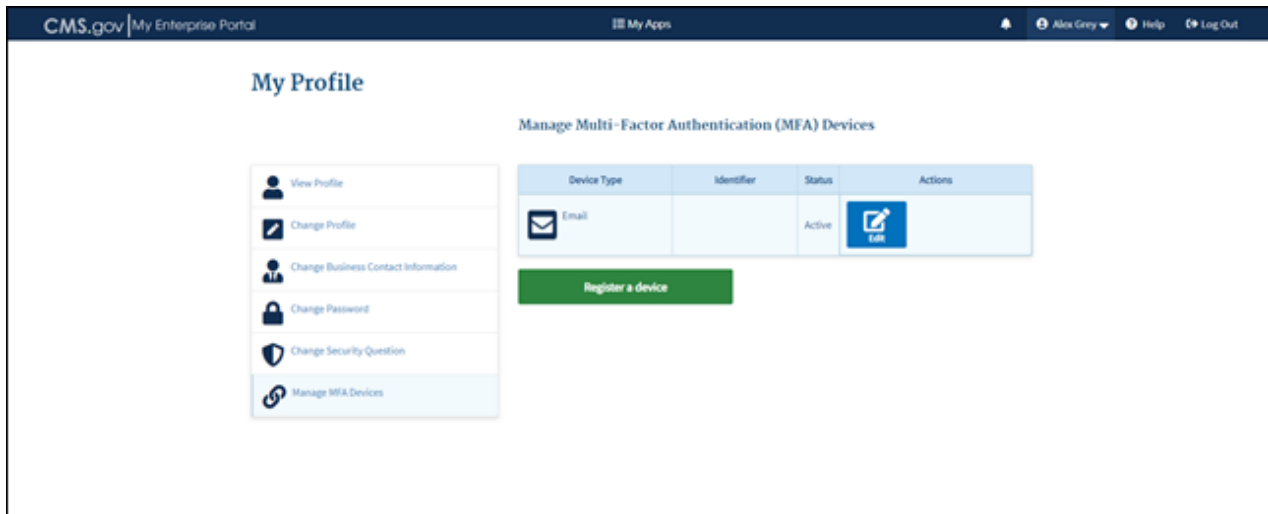 CMS.gov My Enterprise Portal
My Apps
Alex Grey
Help
Log Out
My Profile
Manage Multi-Factor Authentication (MFA) Devices
View Profile
Change Profile
Change Business Contact Information
Change Password
Change Security Question
Manage MFA Devices
Device Type Identifier Status Actions
Email Active Edit
Register a device